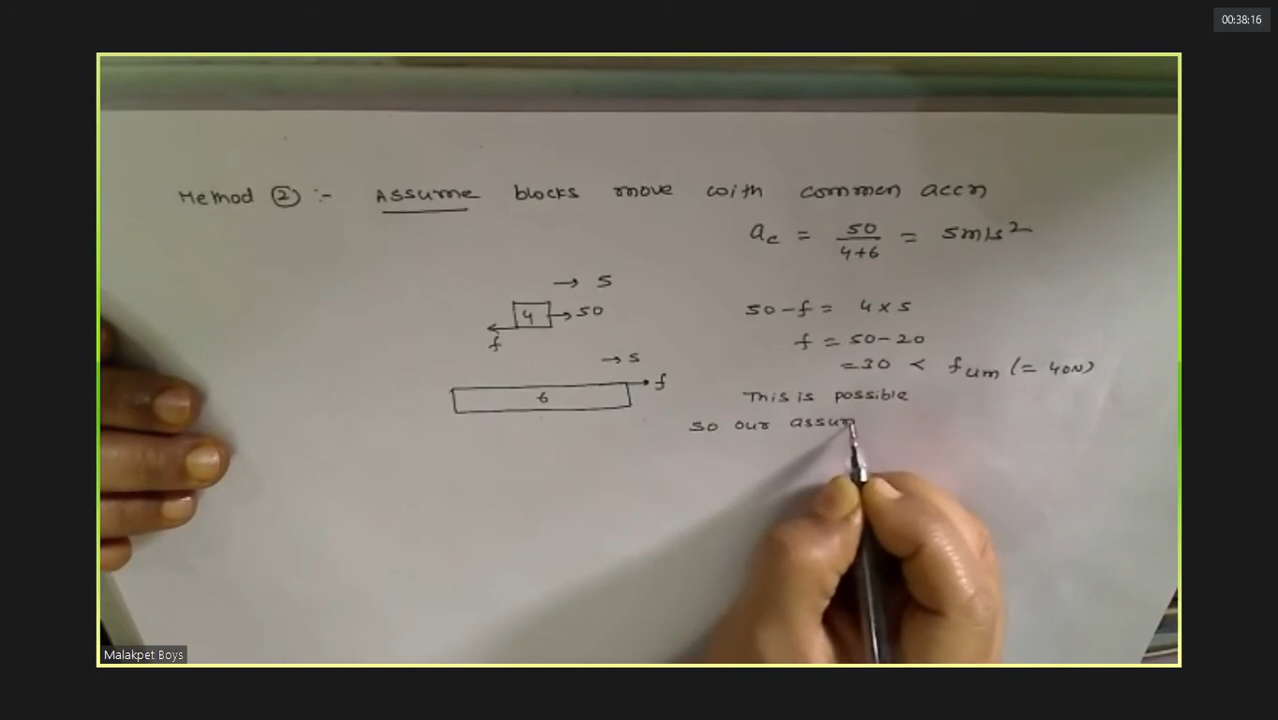 00:38:16
Method ② :- Assume blocks move with common accn
ac = 50/4+6 = 5m/s²
→ 5
4 → 50
f
50 - f = 4 × 5
f = 50 - 20
= 30 < flim (= 40N)
→ 5
6 → f
This is possible
so our assum
Malakpet Boys